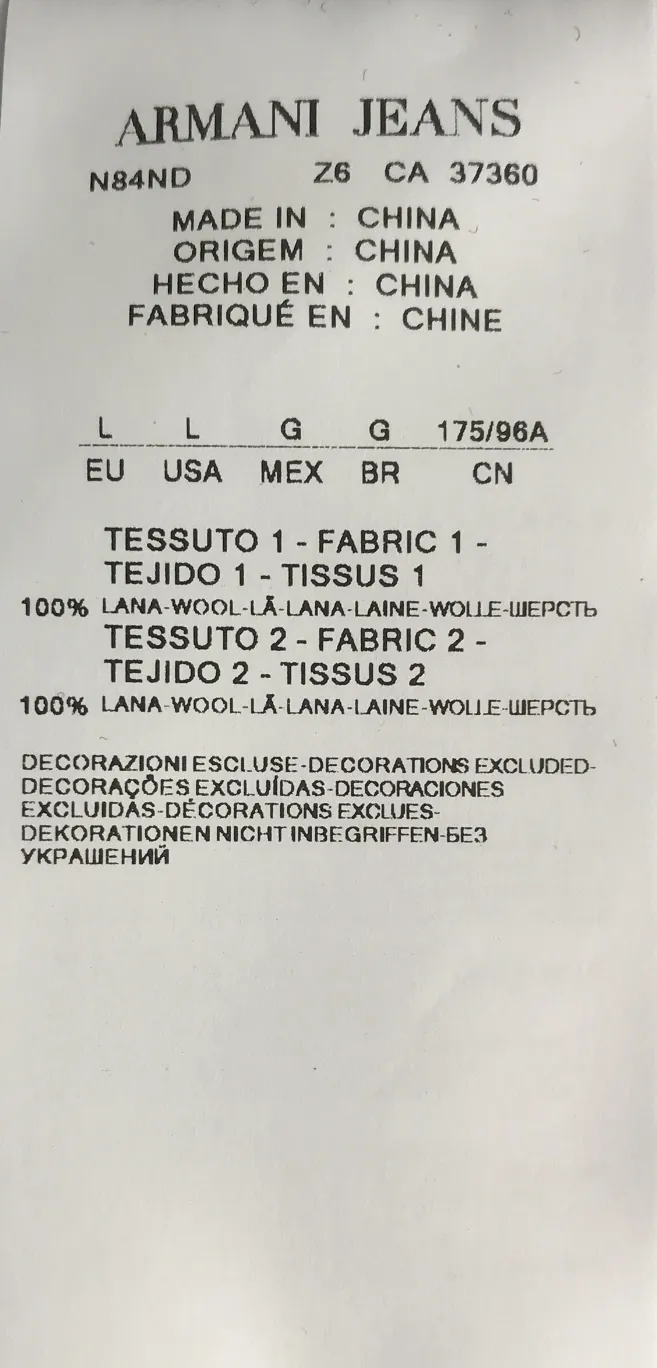 ARMANI JEANS
N84ND Z6 CA 37360
MADE IN : CHINA
ORIGEM : CHINA
HECHO EN : CHINA
FABRIQUÉ EN : CHINE
L L G G 175/96A
EU USA MEX BR CN
TESSUTO 1 - FABRIC 1 -
TEJIDO 1 - TISSUS 1
100% LANA-WOOL-LÃ-LANA-LAINE-WOLLE-ШЕРСТЬ
TESSUTO 2 - FABRIC 2 -
TEJIDO 2 - TISSUS 2
100% LANA-WOOL-LÃ-LANA-LAINE-WOLLE-ШЕРСТЬ
DECORAZIONI ESCLUSE-DECORATIONS EXCLUDED-
DECORAÇÕES EXCLUÍDAS-DECORACIONES
EXCLUIDAS-DÉCORATIONS EXCLUES-
DEKORATIONEN NICHT INBEGRIFFEN-БЕЗ
УКРАШЕНИЙ